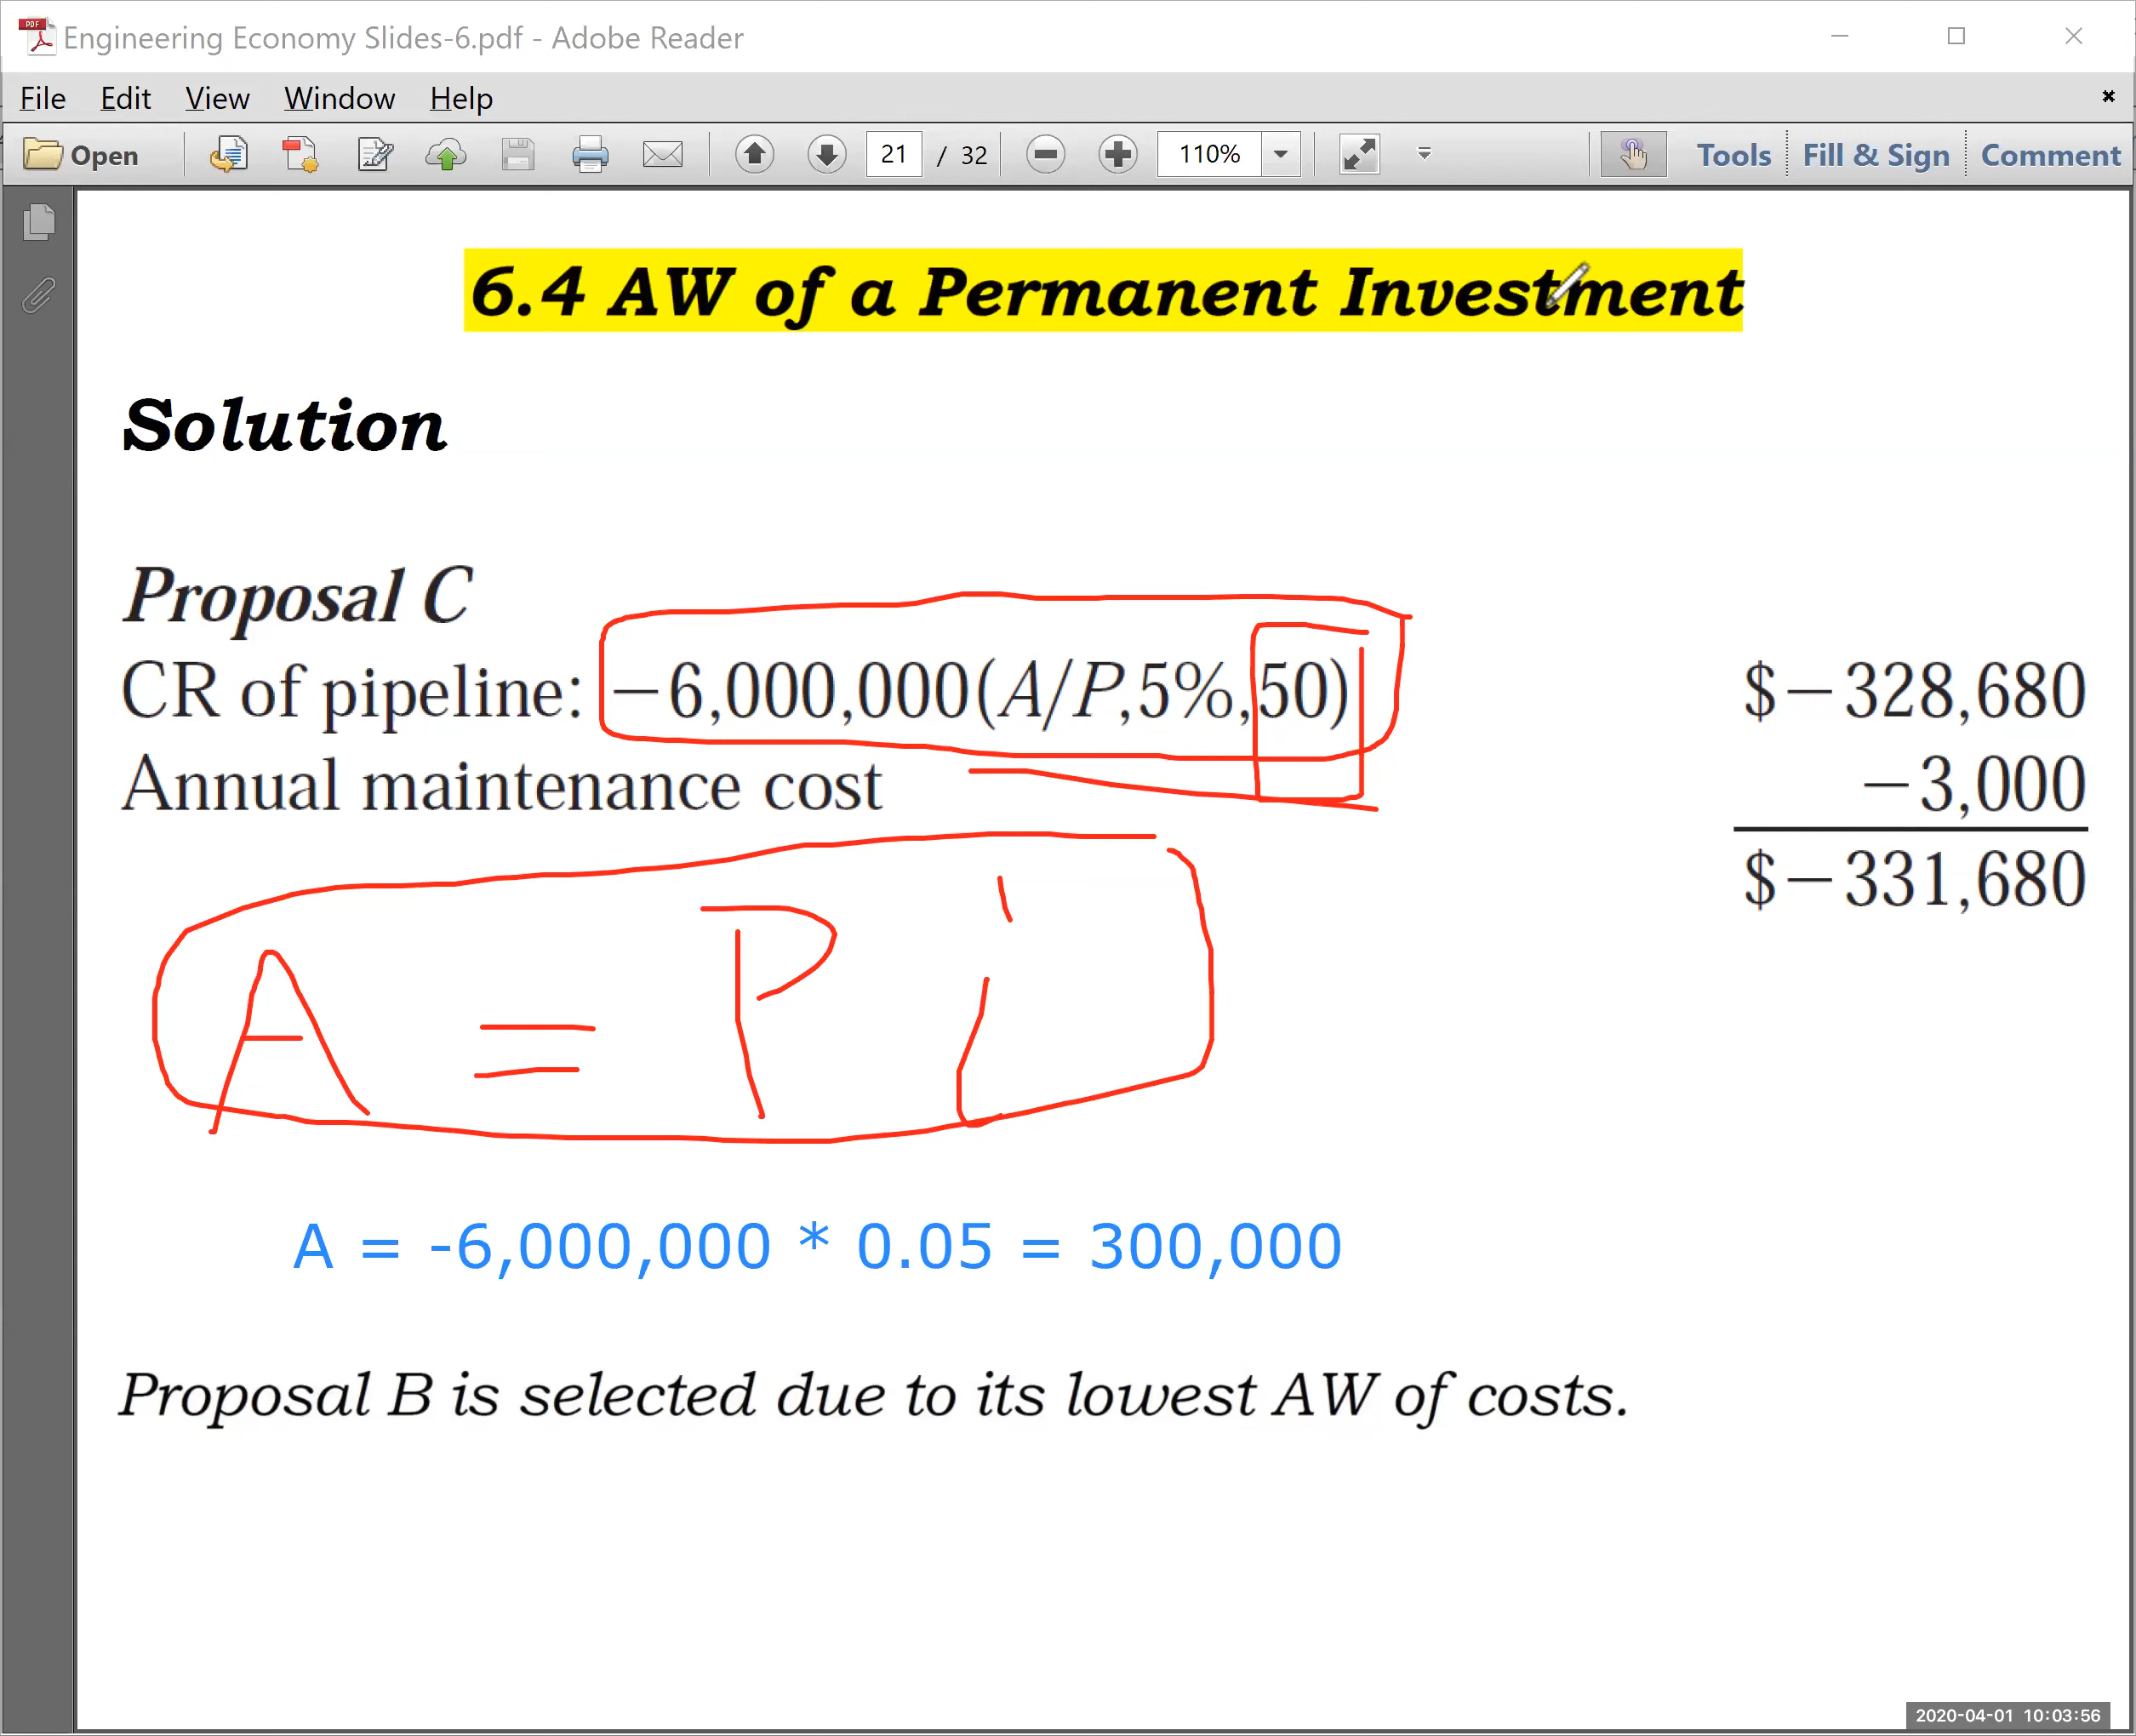 Engineering Economy Slides-6.pdf - Adobe Reader
File Edit View Window Help
Open 21 / 32 110% Tools Fill & Sign Comment
6.4 AW of a Permanent Investment
Solution
Proposal C
CR of pipeline: −6,000,000(A/P,5%,50) $−328,680
Annual maintenance cost −3,000
$−331,680
A = P i
A = -6,000,000 * 0.05 = 300,000
Proposal B is selected due to its lowest AW of costs.
2020-04-01 10:03:56